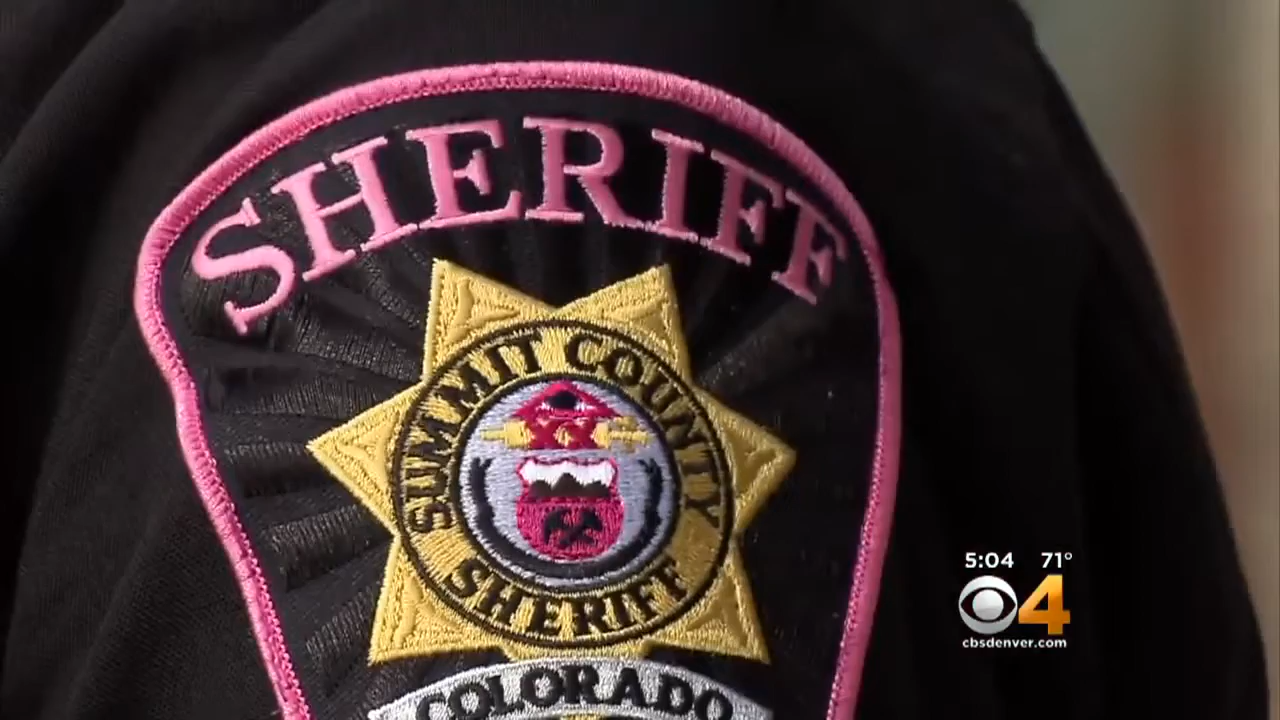 SHERIFF
SUMMIT COUNTY
SHERIFF
COLORADO
5:04 71°
4
cbsdenver.com